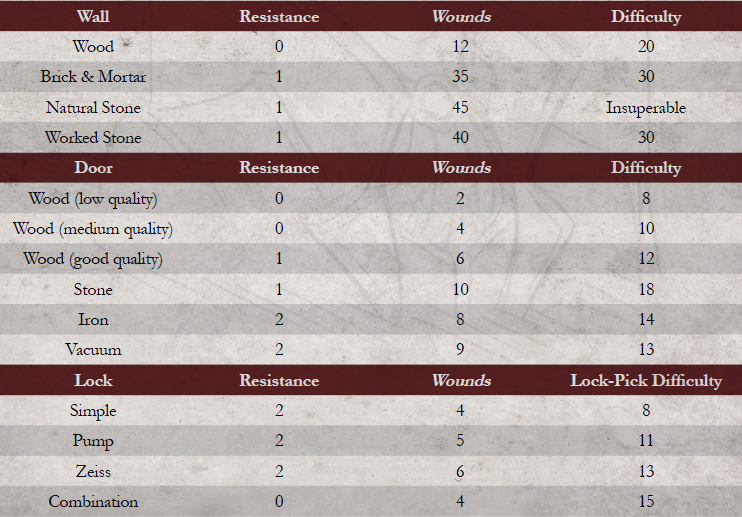 Wall Resistance Wounds Difficulty
Wood 0 12 20
Brick & Mortar 1 35 30
Natural Stone 1 45 Insuperable
Worked Stone 1 40 30
Door Resistance Wounds Difficulty
Wood (low quality) 0 2 8
Wood (medium quality) 0 4 10
Wood (good quality) 1 6 12
Stone 1 10 18
Iron 2 8 14
Vacuum 2 9 13
Lock Resistance Wounds Lock-Pick Difficulty
Simple 2 4 8
Pump 2 5 11
Zeiss 2 6 13
Combination 0 4 15